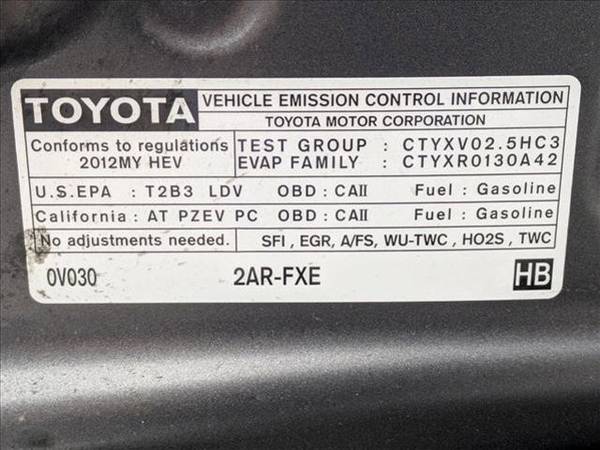 TOYOTA VEHICLE EMISSION CONTROL INFORMATION
TOYOTA MOTOR CORPORATION
Conforms to regulations TEST GROUP : CTYXV02.5HC3
2012MY HEV EVAP FAMILY : CTYXR0130A42
U.S.EPA : T2B3 LDV OBD : CAII Fuel : Gasoline
California : AT PZEV PC OBD : CAII Fuel : Gasoline
No adjustments needed. SFI , EGR, A/FS, WU-TWC , HO2S , TWC
0V030 2AR-FXE HB